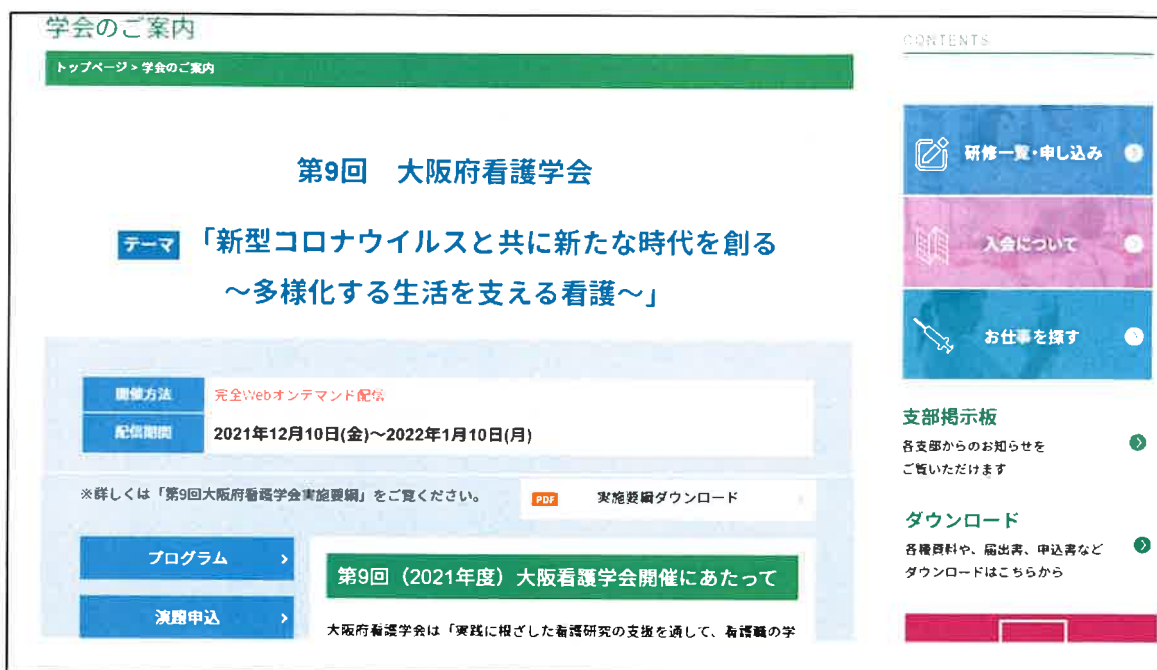 学会のご案内
トップページ > 学会のご案内
第9回　大阪府看護学会
テーマ 「新型コロナウイルスと共に新たな時代を創る
～多様化する生活を支える看護～」
開催方法 完全Webオンデマンド配信
配信期間 2021年12月10日(金)～2022年1月10日(月)
※詳しくは「第9回大阪府看護学会実施要綱」をご覧ください。
PDF 実施要綱ダウンロード
プログラム
演題申込
第9回（2021年度）大阪看護学会開催にあたって
大阪府看護学会は「実践に根ざした看護研究の支援を通して、看護職の学
CONTENTS
研修一覧・申し込み
入会について
お仕事を探す
支部掲示板
各支部からのお知らせを
ご覧いただけます
ダウンロード
各種資料や、届出書、申込書など
ダウンロードはこちらから